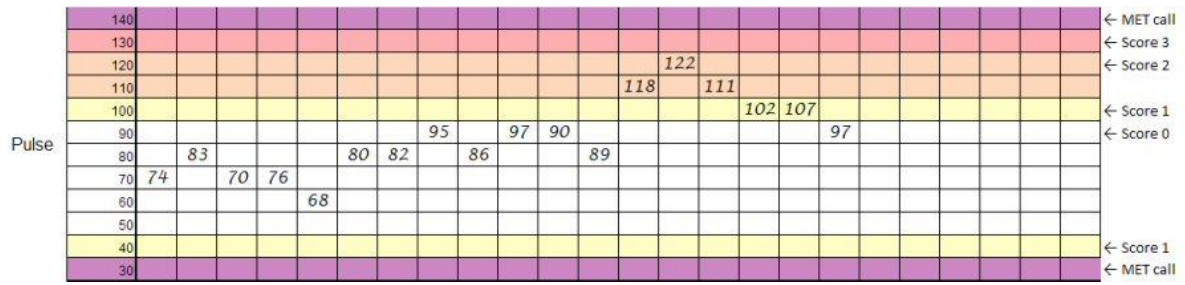 140 ← MET call
130 ← Score 3
120 122 ← Score 2
110 118 111
100 102 107 ← Score 1
90 95 97 90 97 ← Score 0
Pulse
80 83 80 82 86 89
70 74 70 76
60 68
50
40 ← Score 1
30 ← MET call